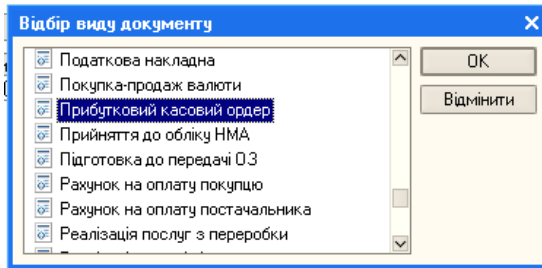 Відбір виду документу
Податкова накладна
OK
Покупка-продаж валюти
Відмінити
Прибутковий касовий ордер
Прийняття до обліку НМА
Підготовка до передачі ОЗ
Рахунок на оплату покупцю
Рахунок на оплату постачальника
Реалізація послуг з переробки